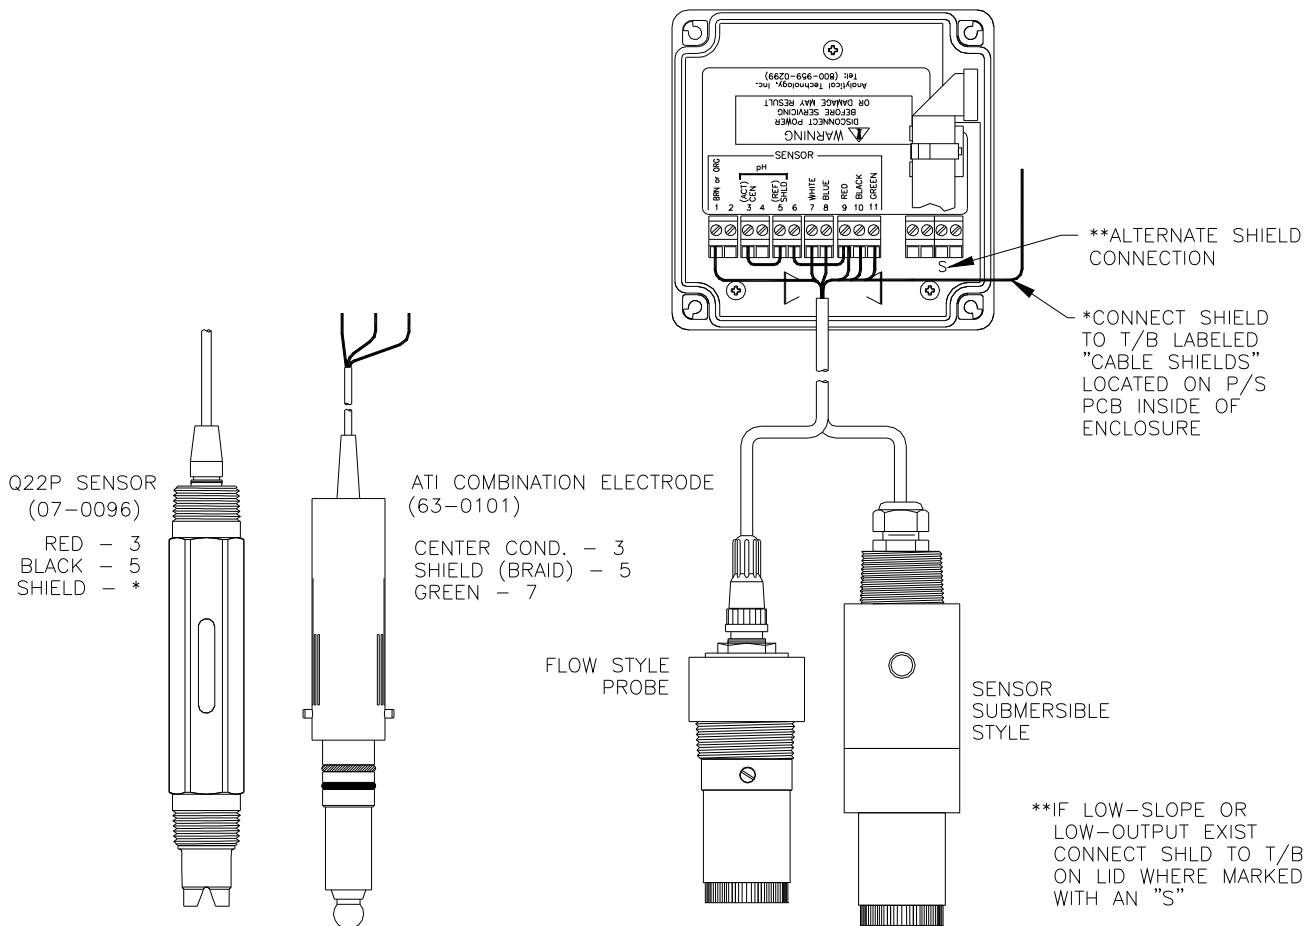 Analytical Technology, Inc.
Tel: (800-959-0299)
WARNING
DISCONNECT POWER
BEFORE SERVICING
OR DAMAGE MAY RESULT
SENSOR
pH
BRN or ORG
(ACT)
CEN
(REF)
SHLD
WHITE
BLUE
RED
BLACK
GREEN
1 2 3 4 5 6 7 8 9 10 11
S
**ALTERNATE SHIELD
CONNECTION
*CONNECT SHIELD
TO T/B LABELED
"CABLE SHIELDS"
LOCATED ON P/S
PCB INSIDE OF
ENCLOSURE
Q22P SENSOR
(07-0096)
RED – 3
BLACK – 5
SHIELD – *
ATI COMBINATION ELECTRODE
(63-0101)
CENTER COND. – 3
SHIELD (BRAID) – 5
GREEN – 7
FLOW STYLE
PROBE
SENSOR
SUBMERSIBLE
STYLE
**IF LOW-SLOPE OR
LOW-OUTPUT EXIST
CONNECT SHLD TO T/B
ON LID WHERE MARKED
WITH AN "S"